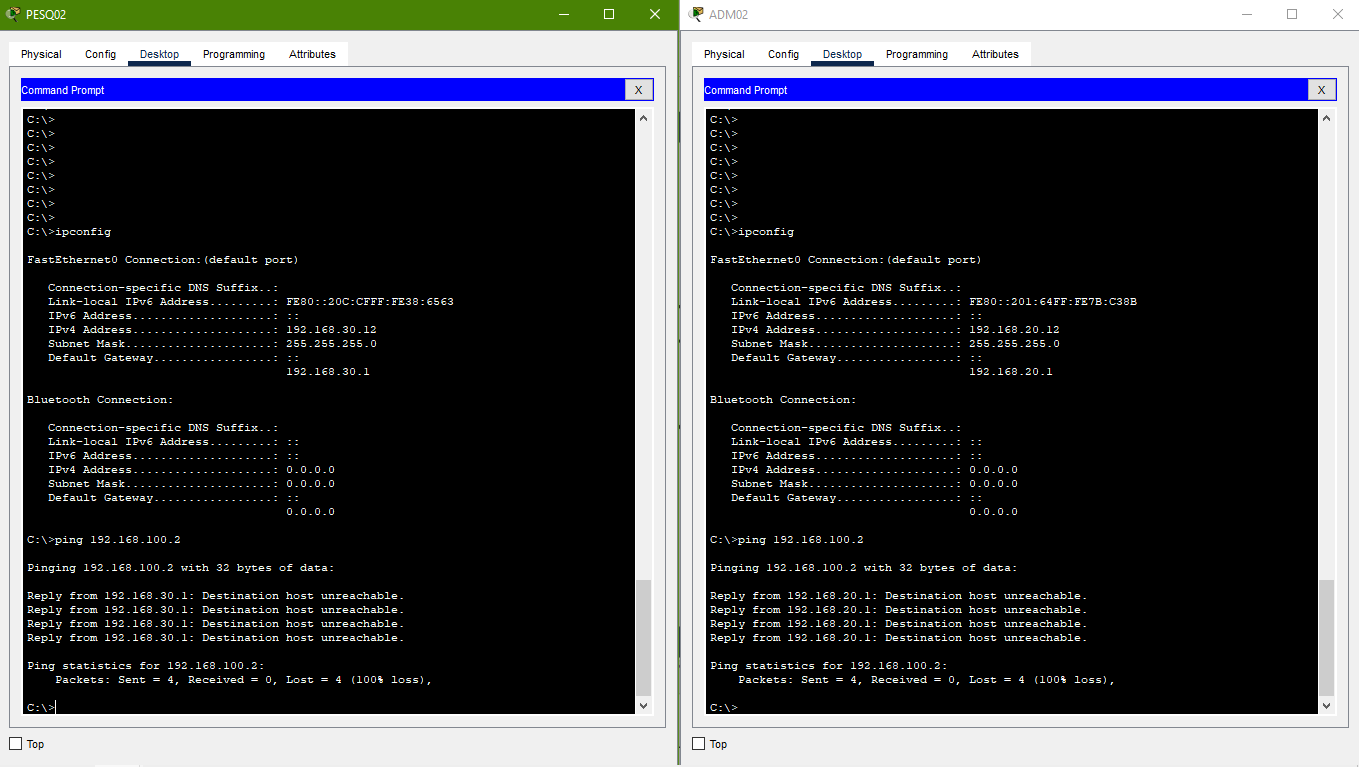 PESQ02
Physical Config Desktop Programming Attributes
Command Prompt X
C:\>
C:\>
C:\>
C:\>
C:\>
C:\>
C:\>
C:\>
C:\>ipconfig
FastEthernet0 Connection:(default port)
Connection-specific DNS Suffix..:
Link-local IPv6 Address.........: FE80::20C:CFFF:FE38:6563
IPv6 Address....................: ::
IPv4 Address....................: 192.168.30.12
Subnet Mask.....................: 255.255.255.0
Default Gateway.................: ::
192.168.30.1
Bluetooth Connection:
Connection-specific DNS Suffix..:
Link-local IPv6 Address.........: ::
IPv6 Address....................: ::
IPv4 Address....................: 0.0.0.0
Subnet Mask.....................: 0.0.0.0
Default Gateway.................: ::
0.0.0.0
C:\>ping 192.168.100.2
Pinging 192.168.100.2 with 32 bytes of data:
Reply from 192.168.30.1: Destination host unreachable.
Reply from 192.168.30.1: Destination host unreachable.
Reply from 192.168.30.1: Destination host unreachable.
Reply from 192.168.30.1: Destination host unreachable.
Ping statistics for 192.168.100.2:
Packets: Sent = 4, Received = 0, Lost = 4 (100% loss),
C:\>
Top
ADM02
Physical Config Desktop Programming Attributes
Command Prompt X
C:\>
C:\>
C:\>
C:\>
C:\>
C:\>
C:\>
C:\>
C:\>ipconfig
FastEthernet0 Connection:(default port)
Connection-specific DNS Suffix..:
Link-local IPv6 Address.........: FE80::201:64FF:FE7B:C38B
IPv6 Address....................: ::
IPv4 Address....................: 192.168.20.12
Subnet Mask.....................: 255.255.255.0
Default Gateway.................: ::
192.168.20.1
Bluetooth Connection:
Connection-specific DNS Suffix..:
Link-local IPv6 Address.........: ::
IPv6 Address....................: ::
IPv4 Address....................: 0.0.0.0
Subnet Mask.....................: 0.0.0.0
Default Gateway.................: ::
0.0.0.0
C:\>ping 192.168.100.2
Pinging 192.168.100.2 with 32 bytes of data:
Reply from 192.168.20.1: Destination host unreachable.
Reply from 192.168.20.1: Destination host unreachable.
Reply from 192.168.20.1: Destination host unreachable.
Reply from 192.168.20.1: Destination host unreachable.
Ping statistics for 192.168.100.2:
Packets: Sent = 4, Received = 0, Lost = 4 (100% loss),
C:\>
Top